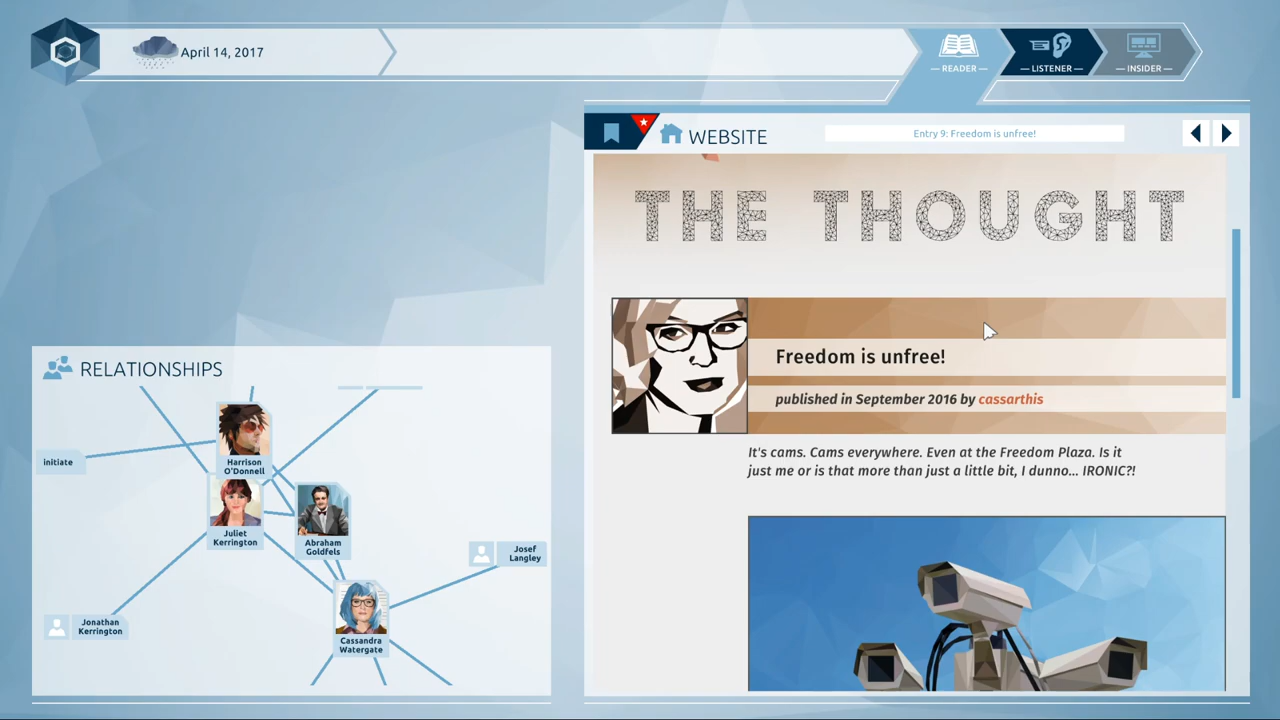 April 14, 2017
— READER —
— LISTENER —
— INSIDER —
WEBSITE
Entry 9: Freedom is unfree!
THE THOUGHT
Freedom is unfree!
published in September 2016 by cassarthis
It's cams. Cams everywhere. Even at the Freedom Plaza. Is it
just me or is that more than just a little bit, I dunno... IRONIC?!
RELATIONSHIPS
initiate
Harrison
O'Donnell
Juliet
Kerrington
Abraham
Goldfels
Josef
Langley
Jonathan
Kerrington
Cassandra
Watergate